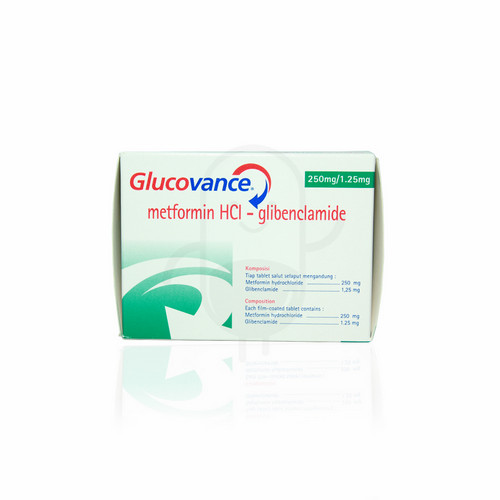 Glucovance®
250mg/1.25mg
metformin HCl - glibenclamide
Komposisi
Tiap tablet salut selaput mengandung :
Metformin hydrochloride 250 mg
Glibenclamide 1,25 mg
Composition
Each film-coated tablet contains :
Metformin hydrochloride 250 mg
Glibenclamide 1.25 mg